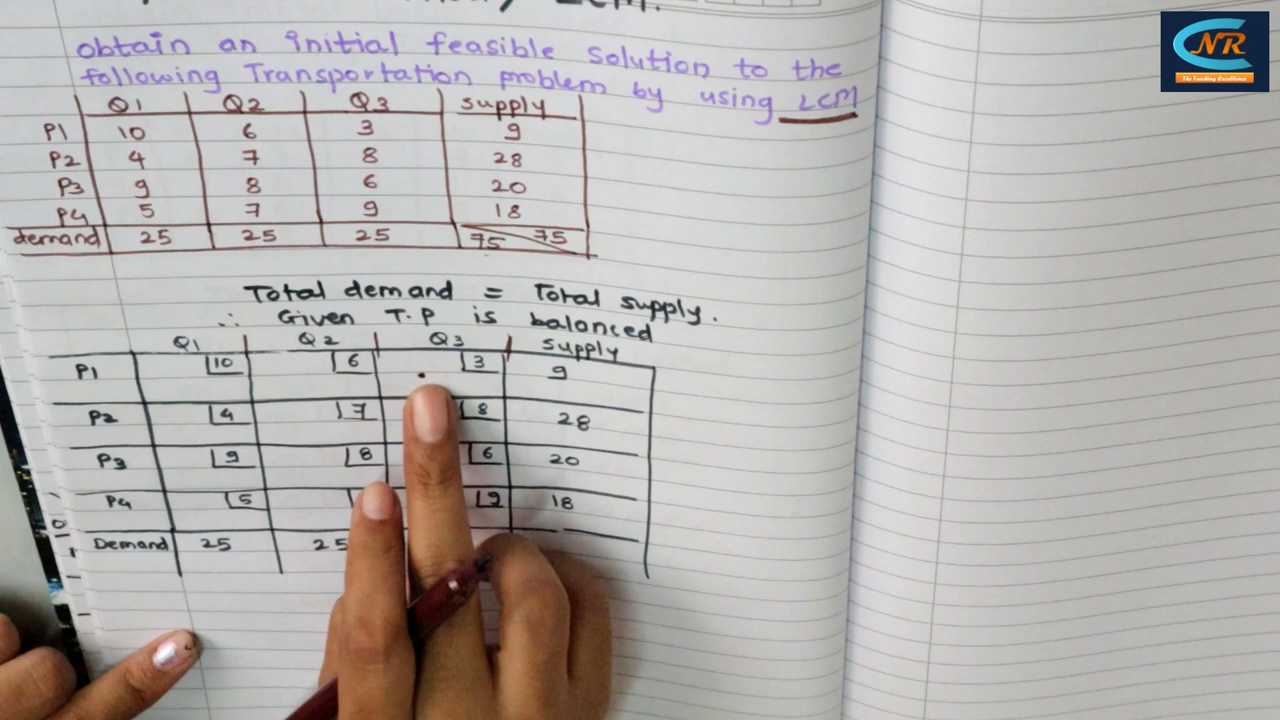 LCM.
obtain an initial feasible solution to the
following Transportation problem by using LCM
Q1 Q2 Q3 supply
P1 10 6 3 9
P2 4 7 8 28
P3 9 8 6 20
P4 5 7 9 18
demand 25 25 25 75 75
Total demand = Total supply.
∴ Given T.P is balanced
Q1 Q2 Q3 supply
P1 10 6 3 9
P2 4 7 8 28
P3 9 8 6 20
P4 5 9 18
Demand 25 25
NR
The Teaching Excellence